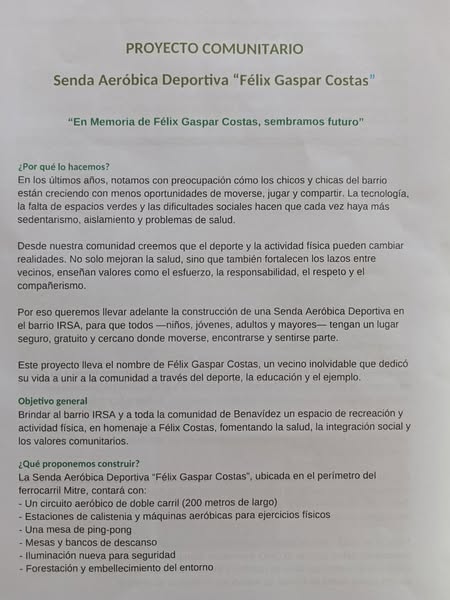 PROYECTO COMUNITARIO
Senda Aeróbica Deportiva “Félix Gaspar Costas”
“En Memoria de Félix Gaspar Costas, sembramos futuro”
¿Por qué lo hacemos?
En los últimos años, notamos con preocupación cómo los chicos y chicas del barrio
están creciendo con menos oportunidades de moverse, jugar y compartir. La tecnología,
la falta de espacios verdes y las dificultades sociales hacen que cada vez haya más
sedentarismo, aislamiento y problemas de salud.
Desde nuestra comunidad creemos que el deporte y la actividad física pueden cambiar
realidades. No solo mejoran la salud, sino que también fortalecen los lazos entre
vecinos, enseñan valores como el esfuerzo, la responsabilidad, el respeto y el
compañerismo.
Por eso queremos llevar adelante la construcción de una Senda Aeróbica Deportiva en
el barrio IRSA, para que todos —niños, jóvenes, adultos y mayores— tengan un lugar
seguro, gratuito y cercano donde moverse, encontrarse y sentirse parte.
Este proyecto lleva el nombre de Félix Gaspar Costas, un vecino inolvidable que dedicó
su vida a unir a la comunidad a través del deporte, la educación y el ejemplo.
Objetivo general
Brindar al barrio IRSA y a toda la comunidad de Benavídez un espacio de recreación y
actividad física, en homenaje a Félix Costas, fomentando la salud, la integración social y
los valores comunitarios.
¿Qué proponemos construir?
La Senda Aeróbica Deportiva “Félix Gaspar Costas”, ubicada en el perímetro del
ferrocarril Mitre, contará con:
- Un circuito aeróbico de doble carril (200 metros de largo)
- Estaciones de calistenia y máquinas aeróbicas para ejercicios físicos
- Una mesa de ping-pong
- Mesas y bancos de descanso
- Iluminación nueva para seguridad
- Forestación y embellecimiento del entorno